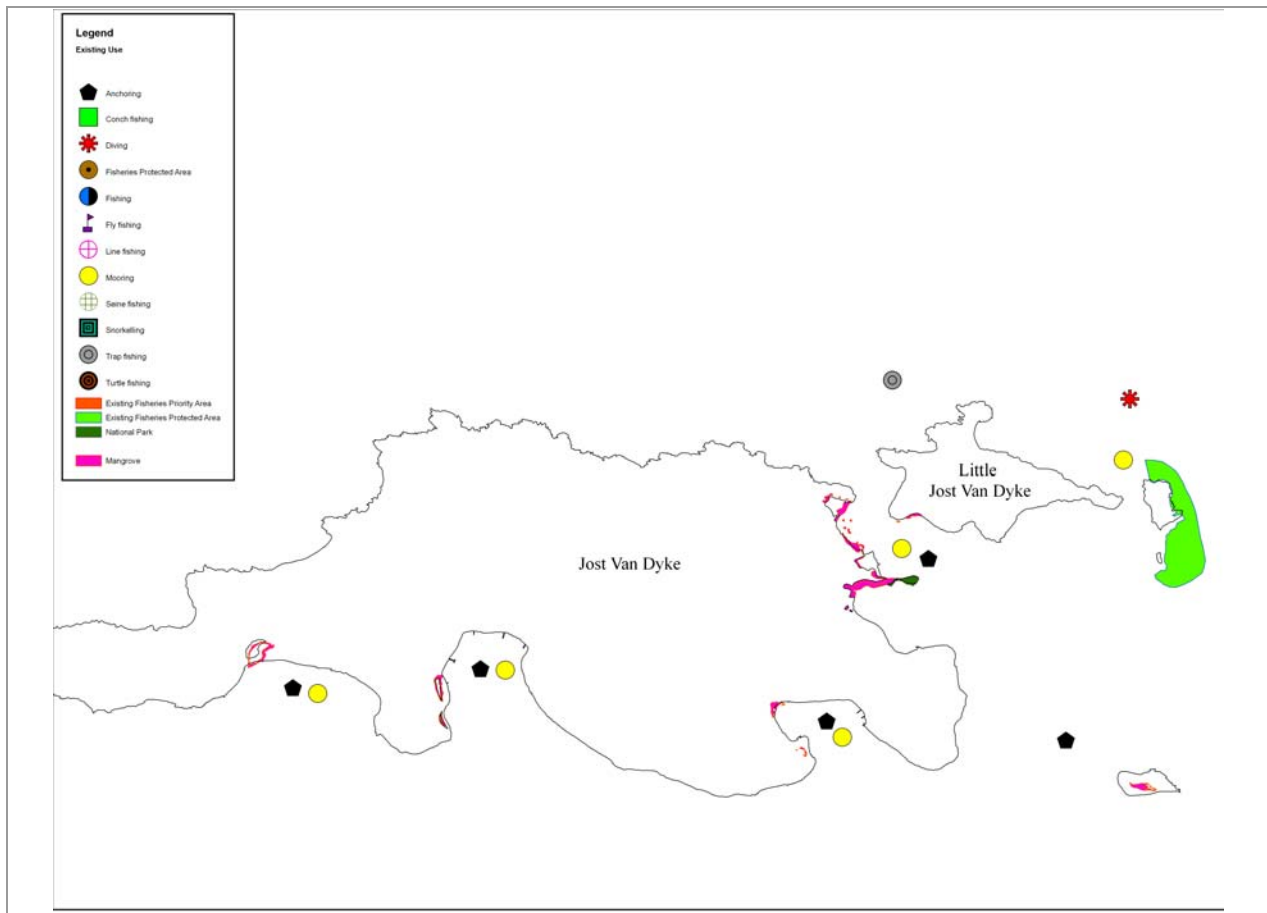 Legend
Existing Use
Anchoring
Conch fishing
Diving
Fisheries Protected Area
Fishing
Fly fishing
Line fishing
Mooring
Seine fishing
Snorkelling
Trap fishing
Turtle fishing
Existing Fisheries Priority Area
Existing Fisheries Protected Area
National Park
Mangrove
Little
Jost Van Dyke
Jost Van Dyke